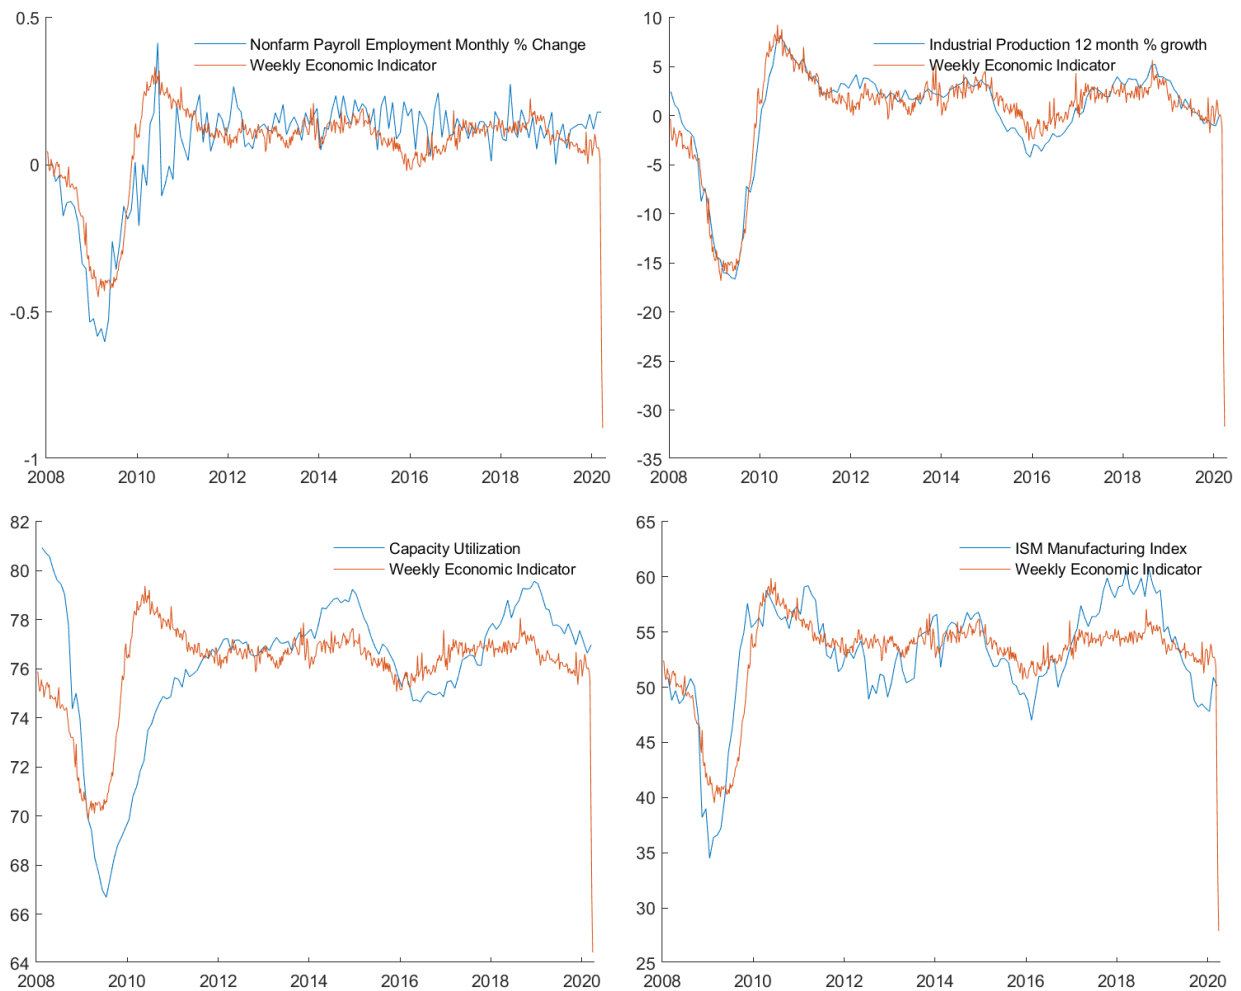 0.5
0
-0.5
-1
2008 2010 2012 2014 2016 2018 2020
Nonfarm Payroll Employment Monthly % Change
Weekly Economic Indicator
10
5
0
-5
-10
-15
-20
-25
-30
-35
2008 2010 2012 2014 2016 2018 2020
Industrial Production 12 month % growth
Weekly Economic Indicator
82
80
78
76
74
72
70
68
66
64
2008 2010 2012 2014 2016 2018 2020
Capacity Utilization
Weekly Economic Indicator
65
60
55
50
45
40
35
30
25
2008 2010 2012 2014 2016 2018 2020
ISM Manufacturing Index
Weekly Economic Indicator